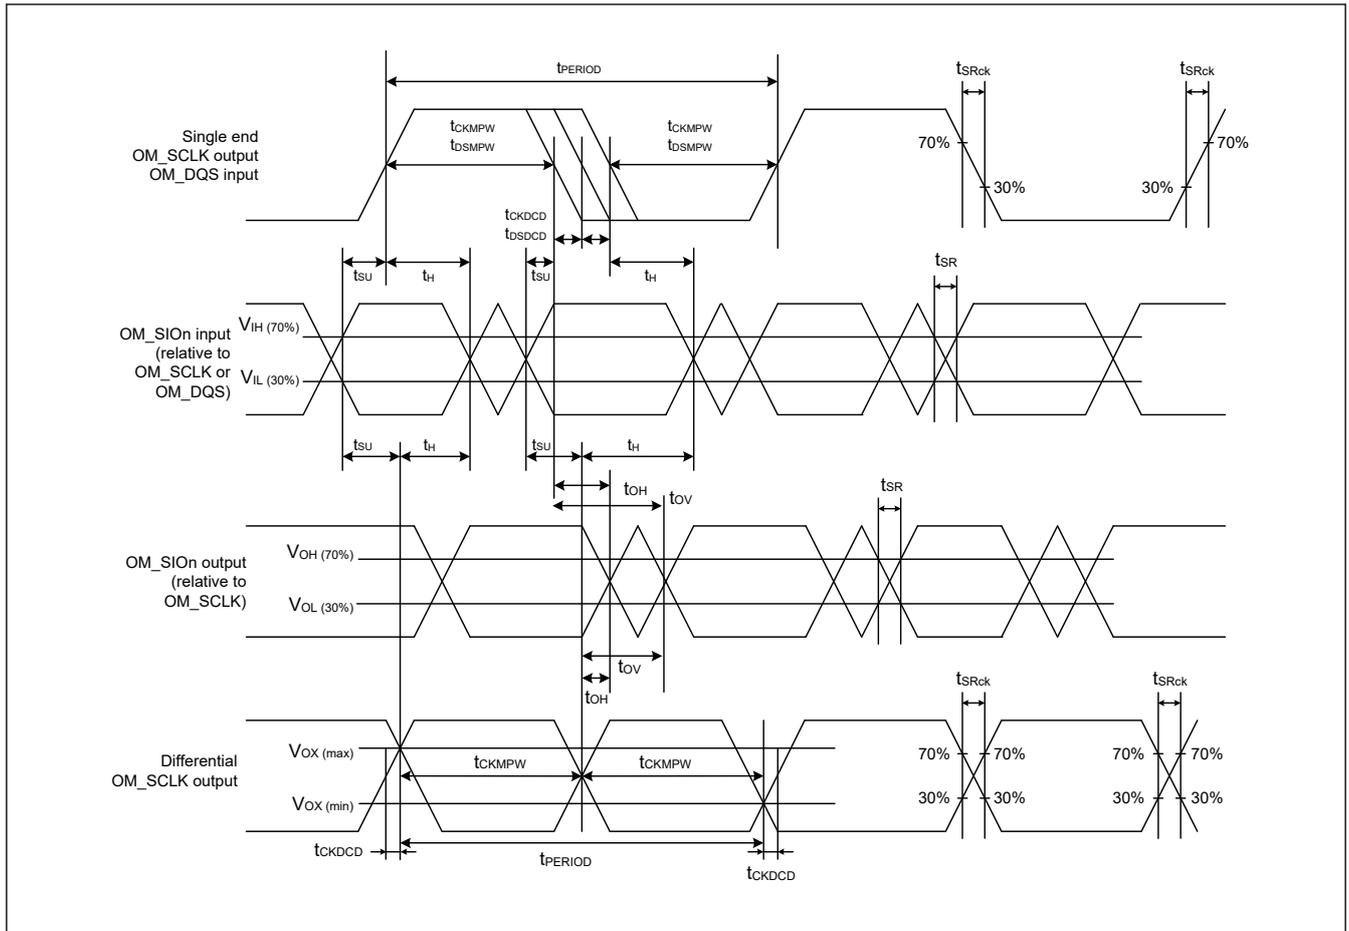 tPERIOD
tSRck
tSRck
Single end
OM_SCLK output
OM_DQS input
tCKMPW
tDSMPW
tCKMPW
tDSMPW
70%
70%
30%
30%
tCKDCD
tDSDCD
tSU
tH
tSU
tH
tSR
OM_SIOn input
(relative to
OM_SCLK or
OM_DQS)
VIH (70%)
VIL (30%)
tSU
tH
tSU
tH
tOH
tOV
tSR
OM_SIOn output
(relative to
OM_SCLK)
VOH (70%)
VOL (30%)
tOV
tOH
tSRck
tSRck
Differential
OM_SCLK output
VOX (max)
VOX (min)
tCKMPW
tCKMPW
70%
70%
70%
70%
30%
30%
30%
30%
tCKDCD
tPERIOD
tCKDCD